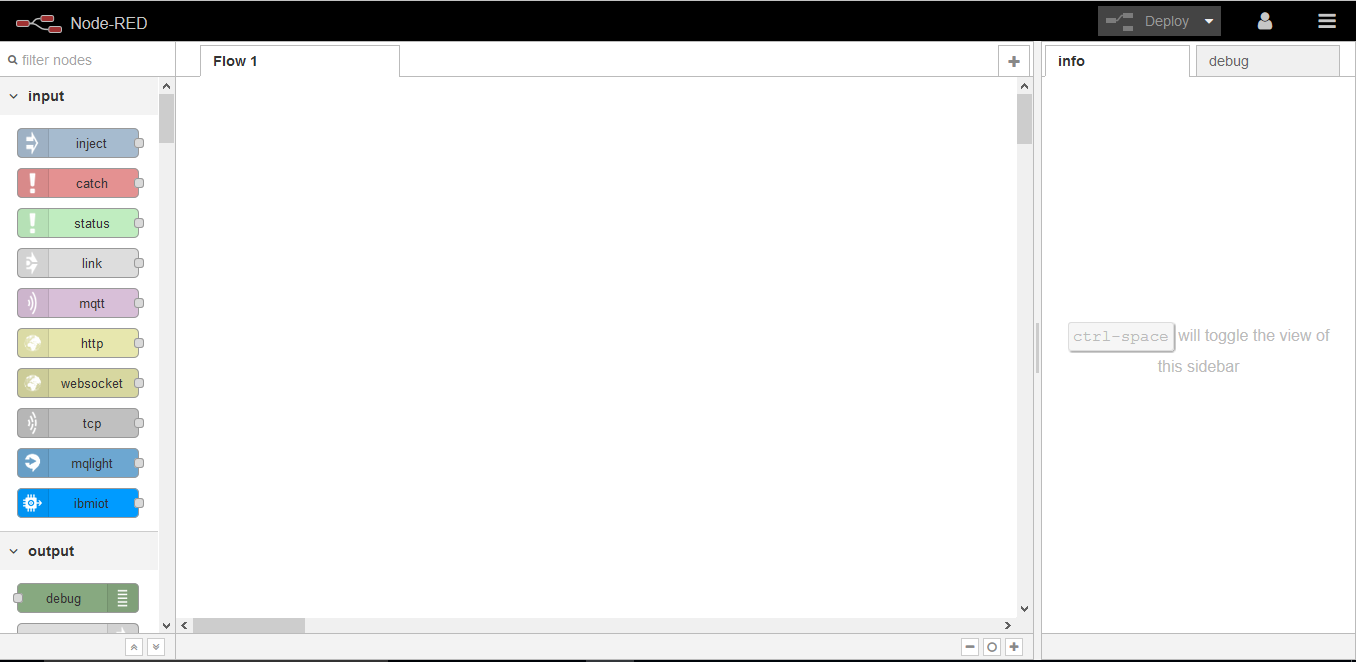 Node-RED
Deploy
filter nodes
Flow 1
info
debug
input
inject
catch
status
link
mqtt
http
websocket
tcp
mqlight
ibmiot
output
debug
ctrl-space will toggle the view of
this sidebar